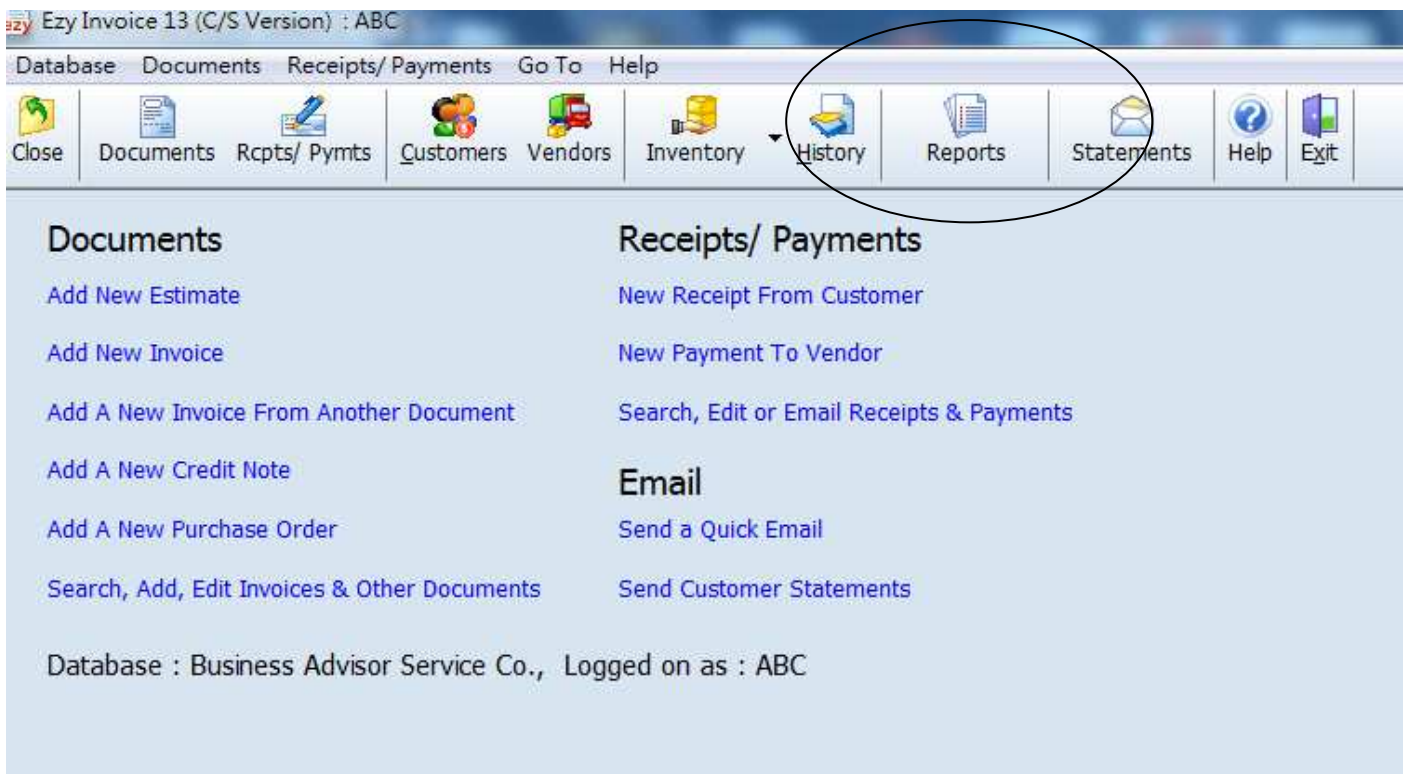 ezy Ezy Invoice 13 (C/S Version) : ABC
Database Documents Receipts/ Payments Go To Help
Close Documents Rcpts/ Pymts Customers Vendors Inventory History Reports Statements Help Exit
Documents
Add New Estimate
Add New Invoice
Add A New Invoice From Another Document
Add A New Credit Note
Add A New Purchase Order
Search, Add, Edit Invoices & Other Documents
Receipts/ Payments
New Receipt From Customer
New Payment To Vendor
Search, Edit or Email Receipts & Payments
Email
Send a Quick Email
Send Customer Statements
Database : Business Advisor Service Co., Logged on as : ABC